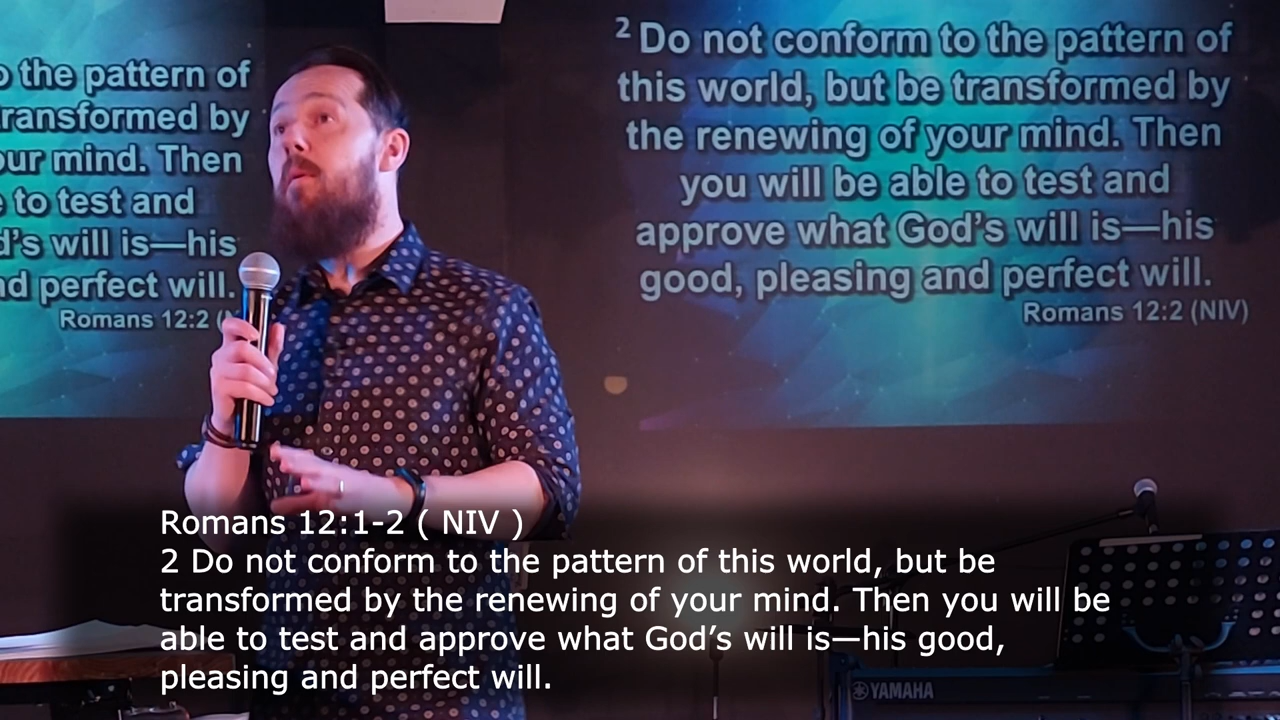 o the pattern of
ransformed by
our mind. Then
e to test and
d's will is—his
nd perfect will.
Romans 12:2 (N
2 Do not conform to the pattern of
this world, but be transformed by
the renewing of your mind. Then
you will be able to test and
approve what God's will is—his
good, pleasing and perfect will.
Romans 12:2 (NIV)
Romans 12:1-2 ( NIV )
2 Do not conform to the pattern of this world, but be
transformed by the renewing of your mind. Then you will be
able to test and approve what God's will is—his good,
pleasing and perfect will.
YAMAHA